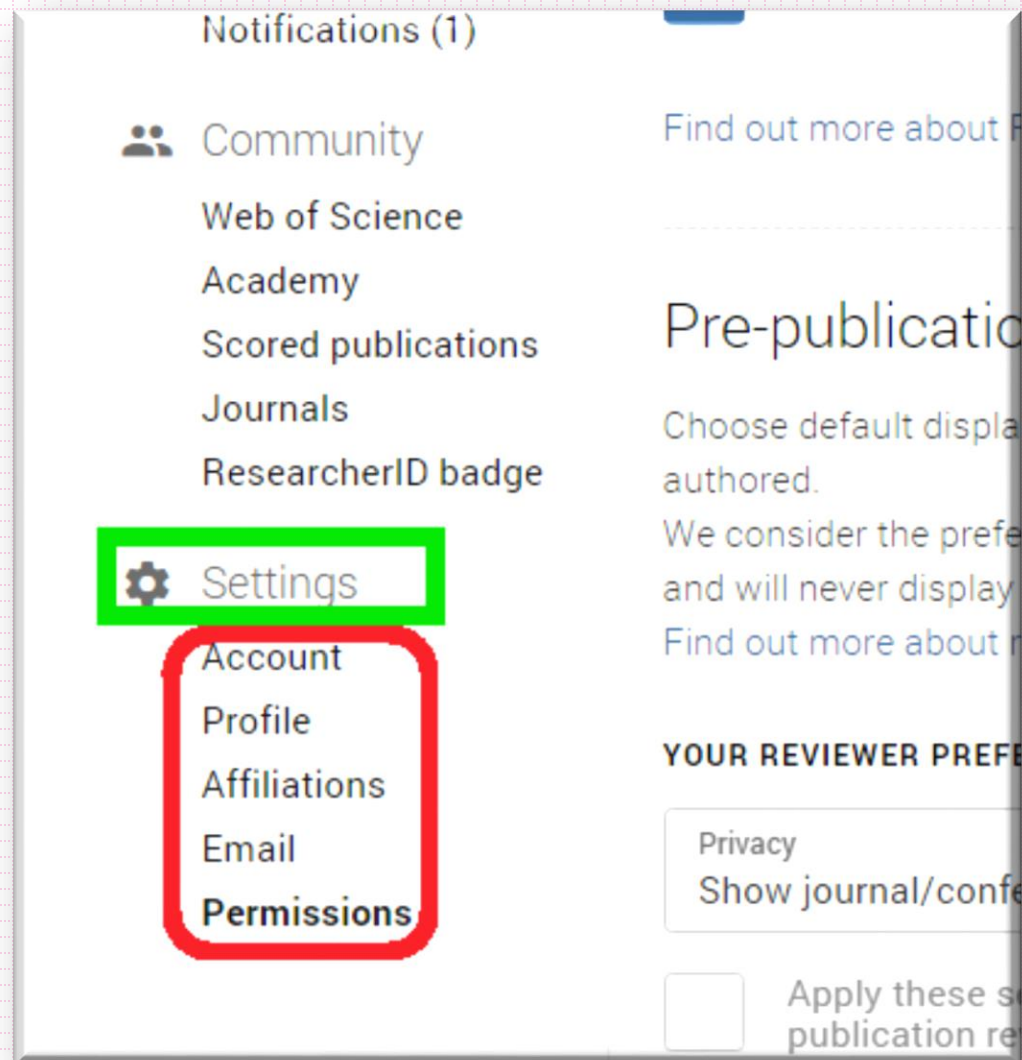 Notifications (1)
Community
Web of Science
Academy
Scored publications
Journals
ResearcherID badge
Settings
Account
Profile
Affiliations
Email
Permissions
Find out more about
Pre-publicatio
Choose default displa
authored.
We consider the prefe
and will never display
Find out more about
YOUR REVIEWER PREFE
Privacy
Show journal/confe
Apply these s
publication re